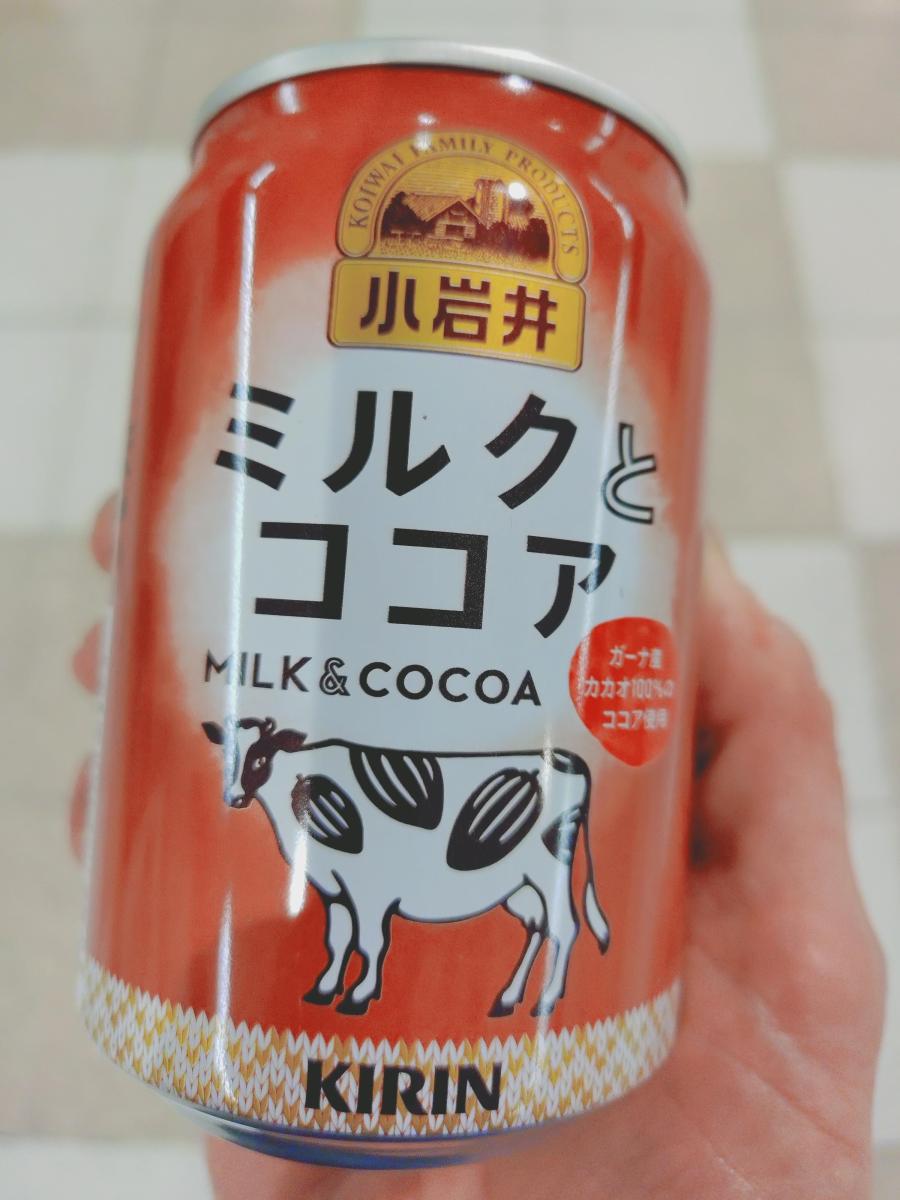 KOIWAI FAMILY PRODUCTS
小岩井
ミルクと
ココア
MILK & COCOA
ガーナ産
カカオ100%の
ココア使用
KIRIN